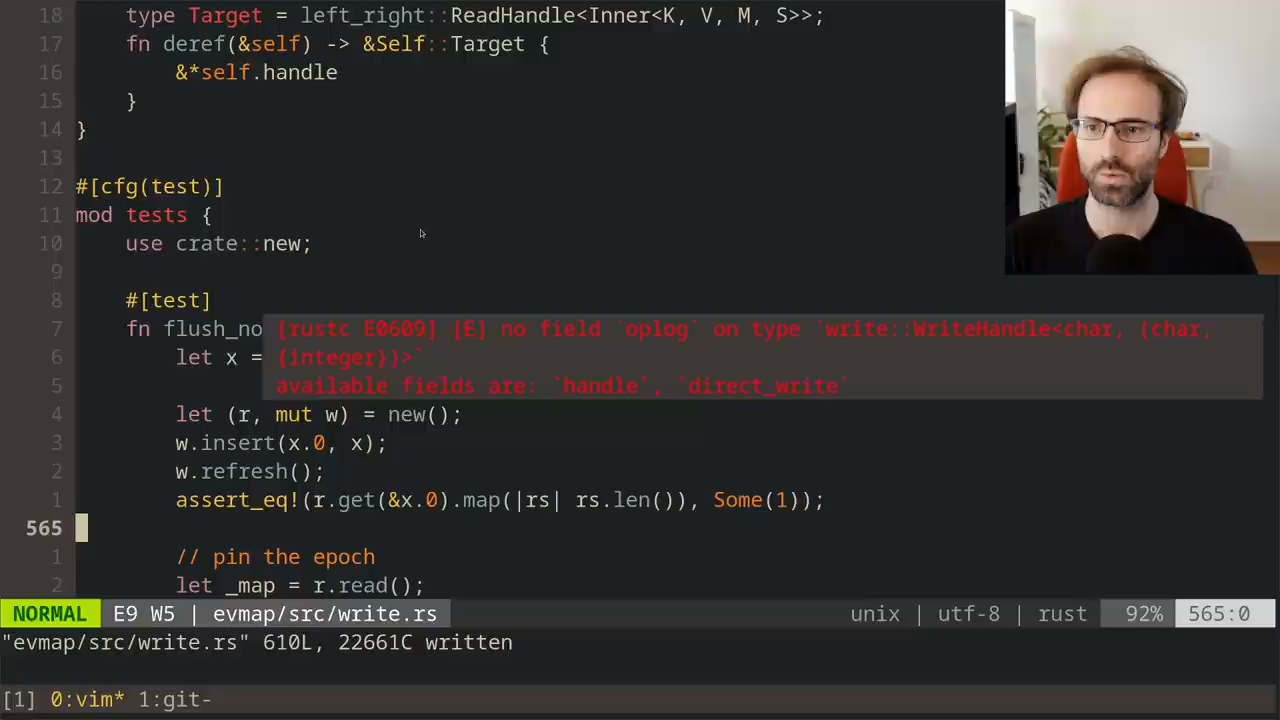 18 type Target = left_right::ReadHandle<Inner<K, V, M, S>>;
17 fn deref(&self) -> &Self::Target {
16 &*self.handle
15 }
14 }
13
12 #[cfg(test)]
11 mod tests {
10 use crate::new;
9
8 #[test]
7 fn flush_no [rustc E0609] [E] no field `oplog` on type `write::WriteHandle<char, (char,
6 let x = {integer})>`
5 available fields are: `handle`, `direct_write`
4 let (r, mut w) = new();
3 w.insert(x.0, x);
2 w.refresh();
1 assert_eq!(r.get(&x.0).map(|rs| rs.len()), Some(1));
565
1 // pin the epoch
2 let _map = r.read();
NORMAL E9 W5 | evmap/src/write.rs unix | utf-8 | rust 92% 565:0
"evmap/src/write.rs" 610L, 22661C written
[1] 0:vim* 1:git-